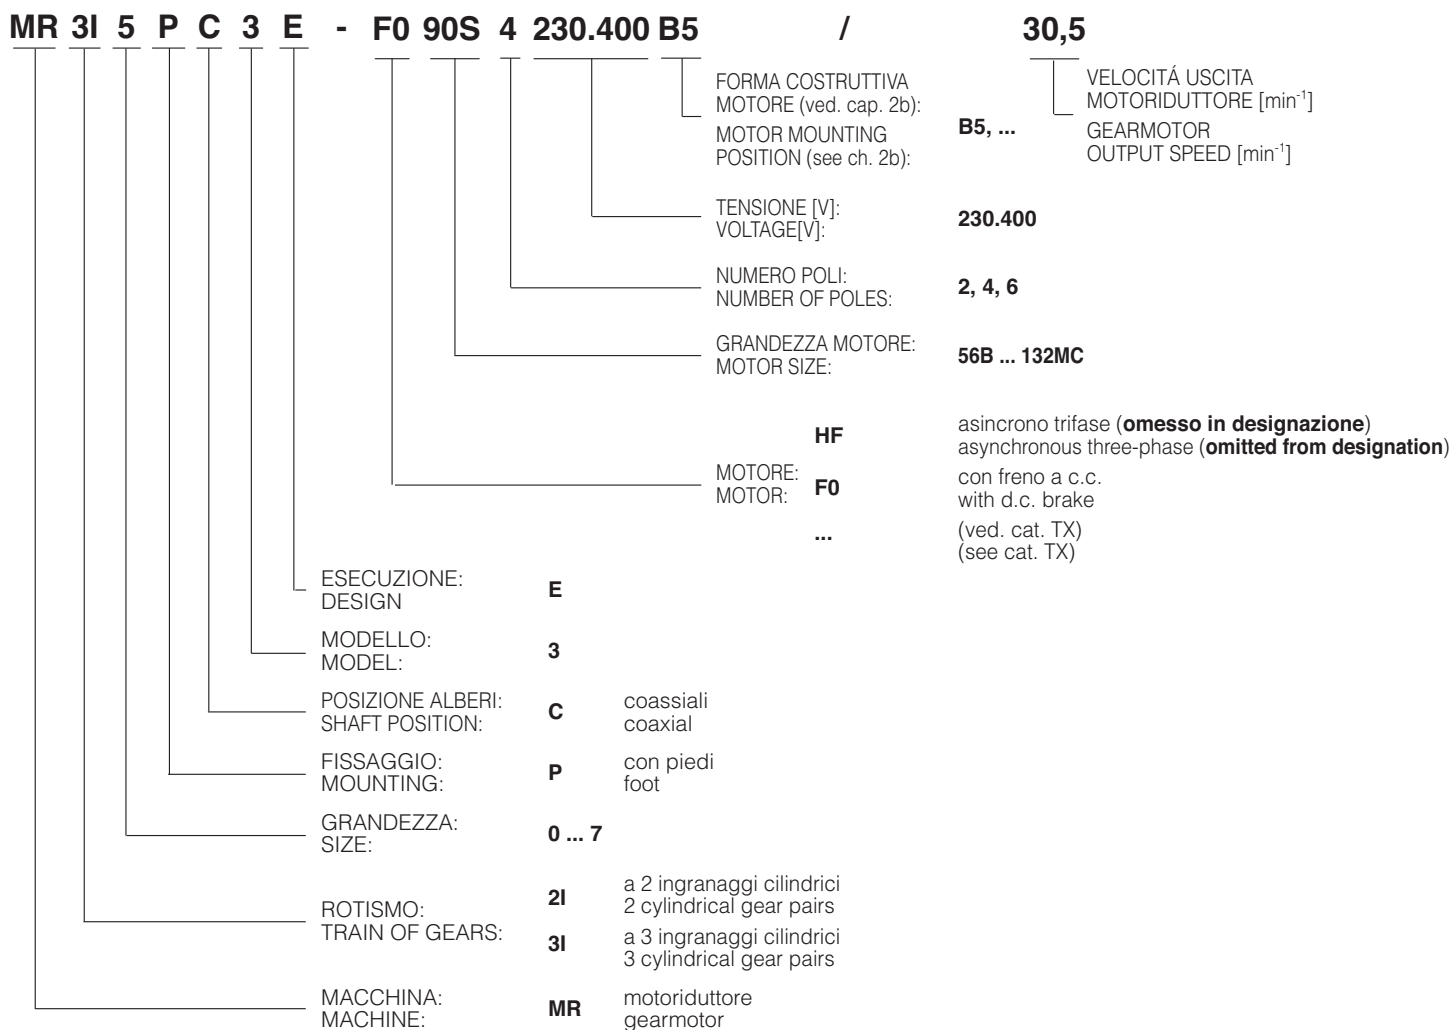 MR 3I 5 P C 3 E - F0 90S 4 230.400 B5 / 30,5
FORMA COSTRUTTIVA
MOTORE (ved. cap. 2b):
MOTOR MOUNTING
POSITION (see ch. 2b):
B5, ...
VELOCITÁ USCITA
MOTORIDUTTORE [min-1]
GEARMOTOR
OUTPUT SPEED [min-1]
TENSIONE [V]:
VOLTAGE[V]:
230.400
NUMERO POLI:
NUMBER OF POLES:
2, 4, 6
GRANDEZZA MOTORE:
MOTOR SIZE:
56B ... 132MC
MOTORE:
MOTOR:
HF
asincrono trifase (omesso in designazione)
asynchronous three-phase (omitted from designation)
F0
con freno a c.c.
with d.c. brake
...
(ved. cat. TX)
(see cat. TX)
ESECUZIONE:
DESIGN
E
MODELLO:
MODEL:
3
POSIZIONE ALBERI:
SHAFT POSITION:
C
coassiali
coaxial
FISSAGGIO:
MOUNTING:
P
con piedi
foot
GRANDEZZA:
SIZE:
0 ... 7
ROTISMO:
TRAIN OF GEARS:
2I
a 2 ingranaggi cilindrici
2 cylindrical gear pairs
3I
a 3 ingranaggi cilindrici
3 cylindrical gear pairs
MACCHINA:
MACHINE:
MR
motoriduttore
gearmotor